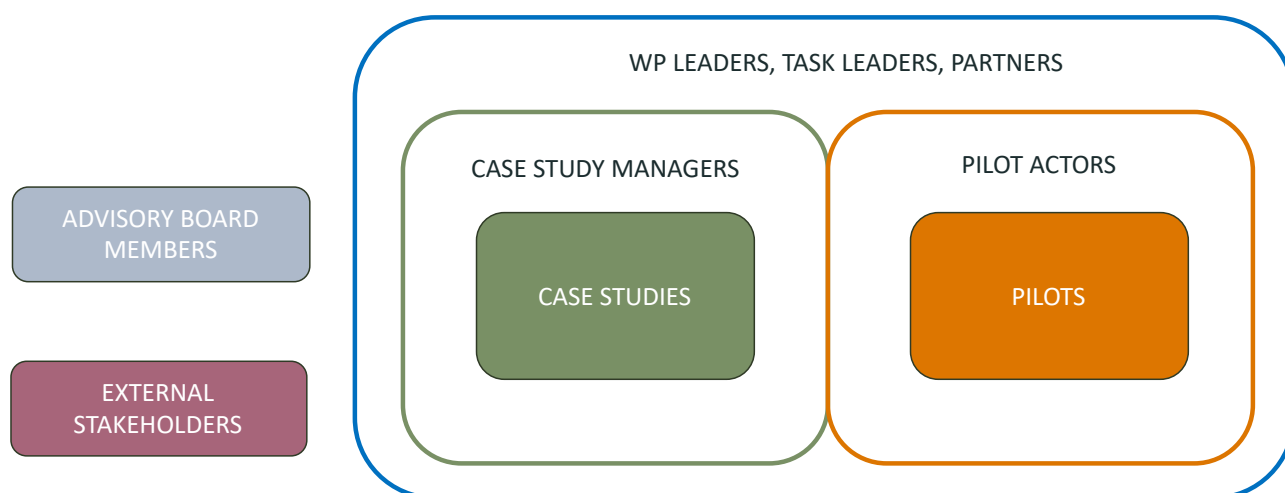 WP LEADERS, TASK LEADERS, PARTNERS
CASE STUDY MANAGERS
PILOT ACTORS
ADVISORY BOARD
MEMBERS
CASE STUDIES
PILOTS
EXTERNAL
STAKEHOLDERS